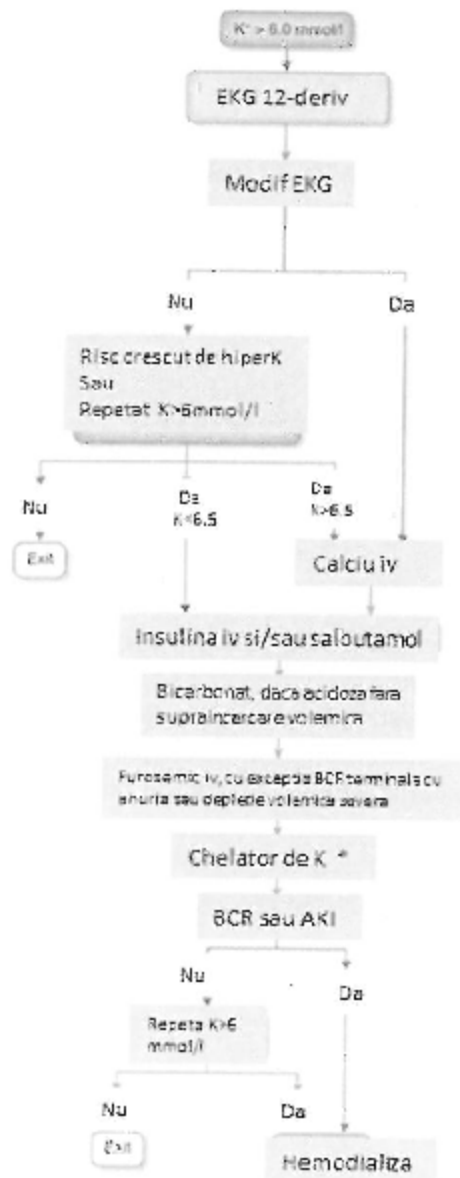 K⁺ > 6.0 mmol/l
EKG 12-deriv
Modif EKG
Nu
Da
Risc crescut de hiperK
Sau
Repetat K>6mmol/l
Nu
Da
K<6.5
Da
K>6.5
Exit
Calciu iv
Insulina iv si/sau salbutamol
Bicarbonat, daca acidoza fara
supraincarcare volemica
Furosemid iv, cu exceptia BCR terminala cu
anuria sau depletie volemica severa
Chelator de K⁺
BCR sau AKI
Nu
Da
Repeta K>6
mmol/l
Nu
Da
Exit
Hemodializa